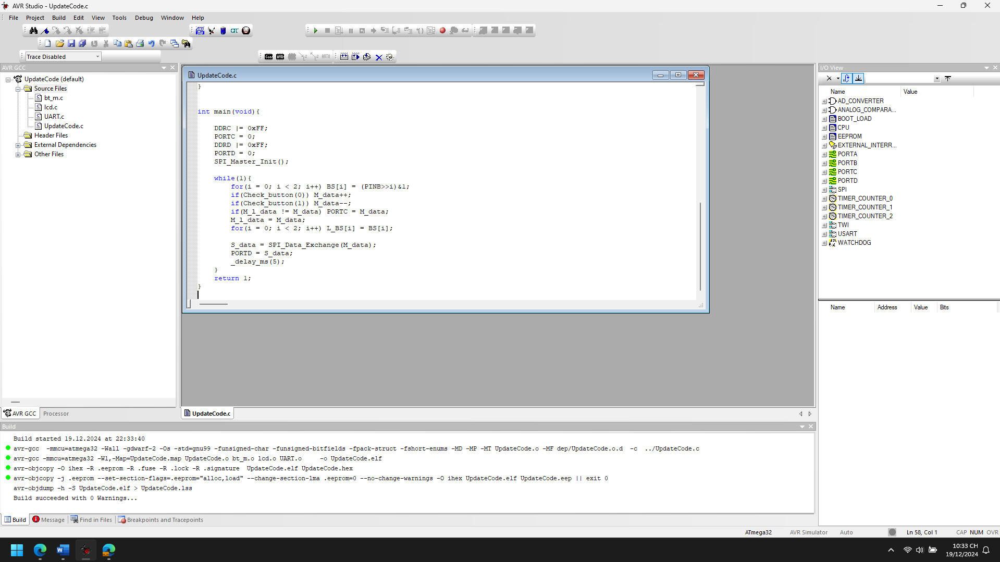 AVR Studio - UpdateCode.c
File Project Build Edit View Tools Debug Window Help
Trace Disabled
Con AVR AUTO
AVR GCC
UpdateCode (default)
Source Files
bt_m.c
lcd.c
UART.c
UpdateCode.c
Header Files
External Dependencies
Other Files
AVR GCC Processor
UpdateCode.c
}
int main(void){
DDRC |= 0xFF;
PORTC = 0;
DDRD |= 0xFF;
PORTD = 0;
SPI_Master_Init();
while(1){
for(i = 0; i < 2; i++) BS[i] = (PINB>>i)&1;
if(Check_button(0)) M_data++;
if(Check_button(1)) M_data--;
if(M_l_data != M_data) PORTC = M_data;
M_l_data = M_data;
for(i = 0; i < 2; i++) L_BS[i] = BS[i];
S_data = SPI_Data_Exchange(M_data);
PORTD = S_data;
_delay_ms(5);
}
return 1;
}
UpdateCode.c
I/O View
Name Value
AD_CONVERTER
ANALOG_COMPARA...
BOOT_LOAD
CPU
EEPROM
EXTERNAL_INTERR...
PORTA
PORTB
PORTC
PORTD
SPI
TIMER_COUNTER_0
TIMER_COUNTER_1
TIMER_COUNTER_2
TWI
USART
WATCHDOG
Name Address Value Bits
Build
Build started 19.12.2024 at 22:33:40
avr-gcc  -mmcu=atmega32 -Wall -gdwarf-2 -Os -std=gnu99 -funsigned-char -funsigned-bitfields -fpack-struct -fshort-enums -MD -MP -MT UpdateCode.o -MF dep/UpdateCode.o.d  -c  ../UpdateCode.c
avr-gcc -mmcu=atmega32 -Wl,-Map=UpdateCode.map UpdateCode.o bt_m.o lcd.o UART.o     -o UpdateCode.elf
avr-objcopy -O ihex -R .eeprom -R .fuse -R .lock -R .signature  UpdateCode.elf UpdateCode.hex
avr-objcopy -j .eeprom --set-section-flags=.eeprom="alloc,load" --change-section-lma .eeprom=0 --no-change-warnings -O ihex UpdateCode.elf UpdateCode.eep || exit 0
avr-objdump -h -S UpdateCode.elf > UpdateCode.lss
Build succeeded with 0 Warnings...
Build Message Find in Files Breakpoints and Tracepoints
ATmega32 AVR Simulator Auto Ln 58, Col 1 CAP NUM OVR
10:33 CH
19/12/2024